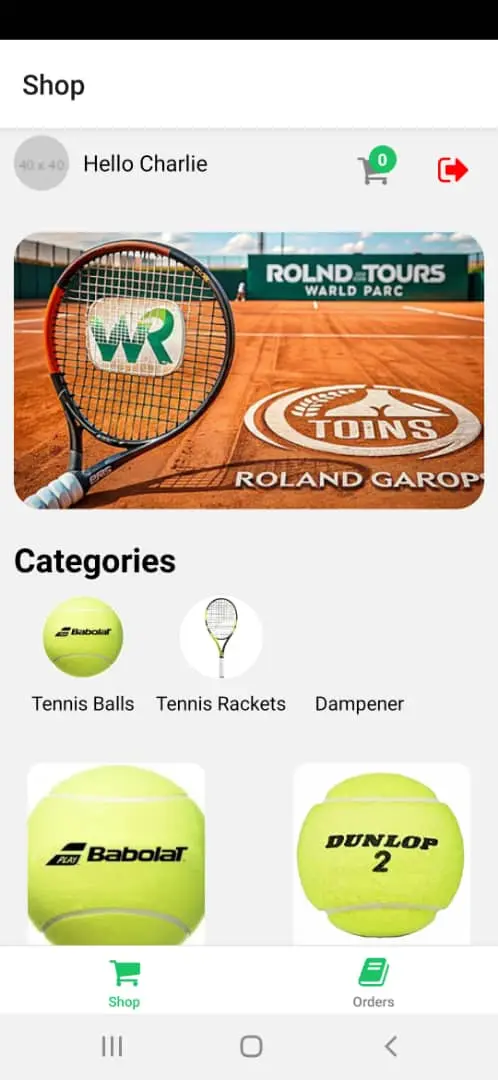 Shop
40 x 40
Hello Charlie
0
ROLND TOURS
WARLD PARC
WR
TOINS
PRS
ROLAND GAROP
Categories
Babolat
Tennis Balls
Tennis Rackets
Dampener
PLAY Babolat
DUNLOP
2
Shop
Orders